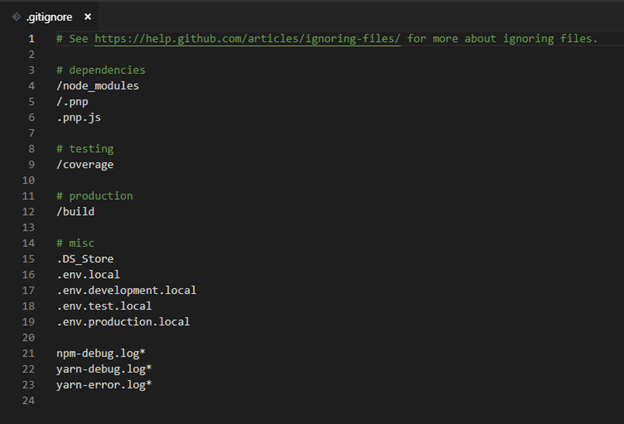 .gitignore ×
1 # See https://help.github.com/articles/ignoring-files/ for more about ignoring files.
2
3 # dependencies
4 /node_modules
5 /.pnp
6 .pnp.js
7
8 # testing
9 /coverage
10
11 # production
12 /build
13
14 # misc
15 .DS_Store
16 .env.local
17 .env.development.local
18 .env.test.local
19 .env.production.local
20
21 npm-debug.log*
22 yarn-debug.log*
23 yarn-error.log*
24